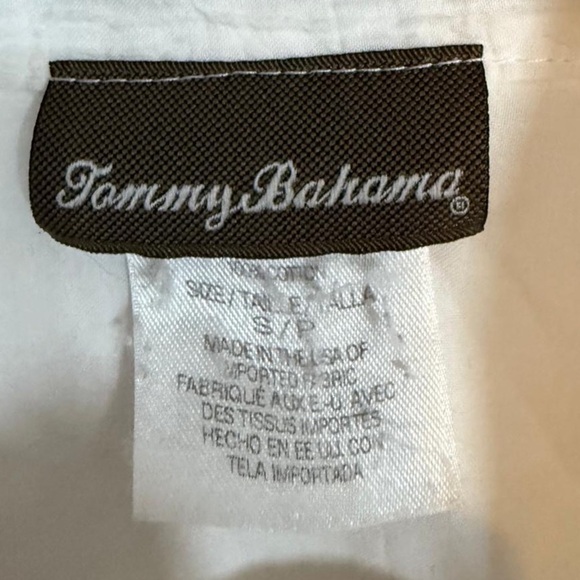 Tommy Bahama®
100% COTTON
SIZE/TAILLE/TALLA
S/P
MADE IN THE USA OF
IMPORTED FABRIC
FABRIQUÉ AUX E.-U. AVEC
DES TISSUS IMPORTES
HECHO EN EE UU. CON
TELA IMPORTADA